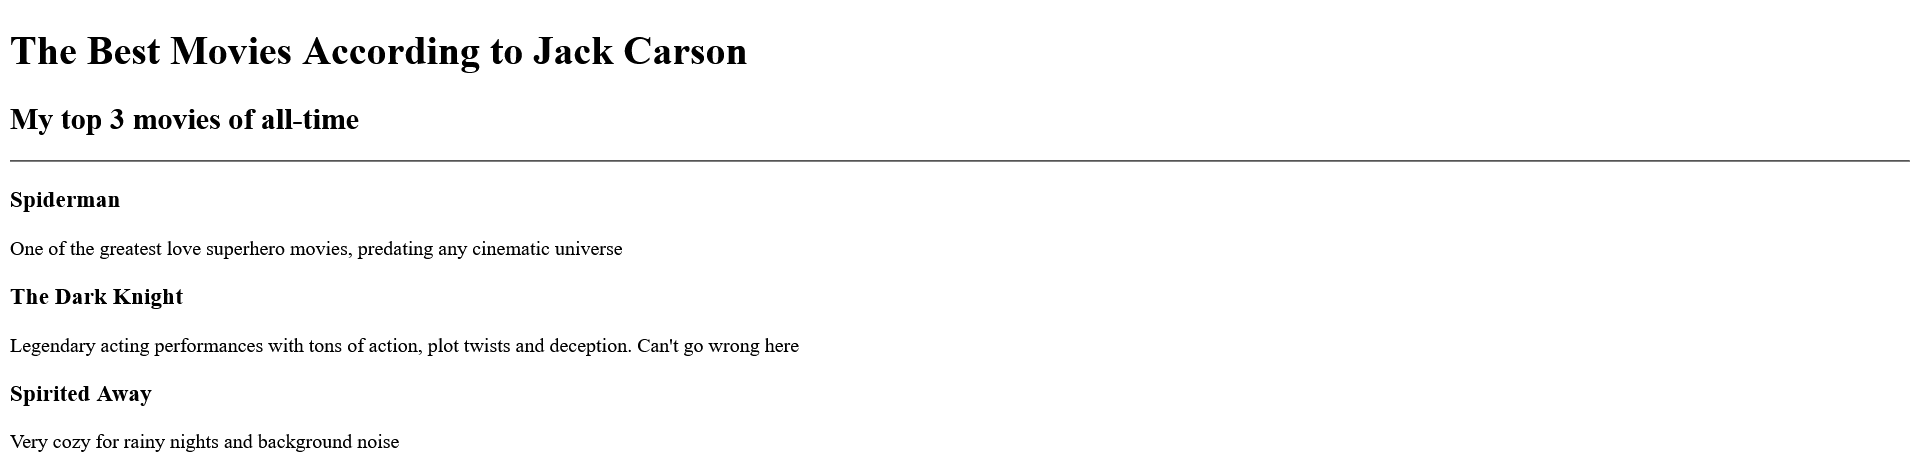 The Best Movies According to Jack Carson
My top 3 movies of all-time
Spiderman
One of the greatest love superhero movies, predating any cinematic universe
The Dark Knight
Legendary acting performances with tons of action, plot twists and deception. Can't go wrong here
Spirited Away
Very cozy for rainy nights and background noise